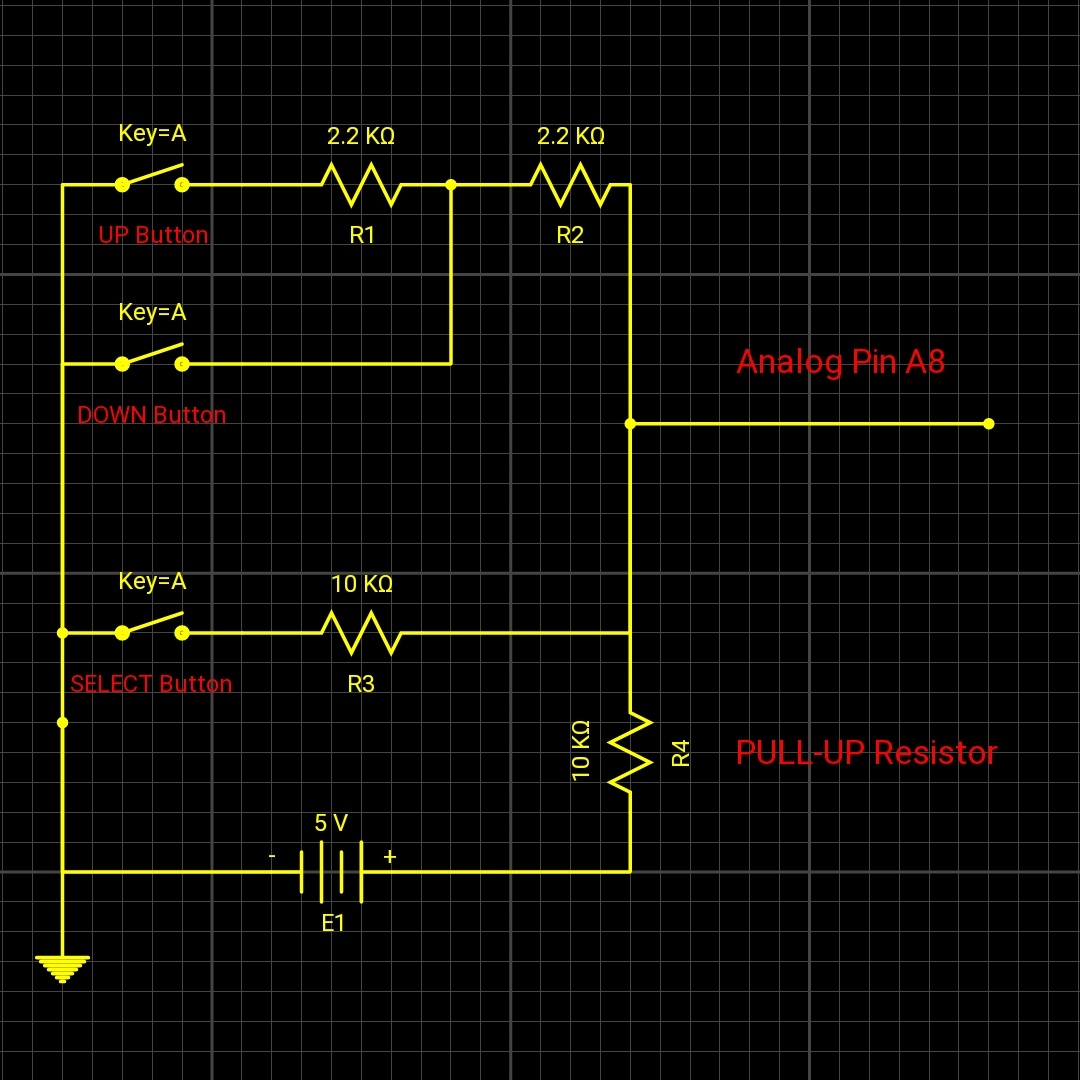 Key=A
2.2 KΩ
2.2 KΩ
UP Button
R1
R2
Key=A
DOWN Button
Analog Pin A8
Key=A
10 KΩ
SELECT Button
R3
10 KΩ
R4
PULL-UP Resistor
5 V
-
+
E1